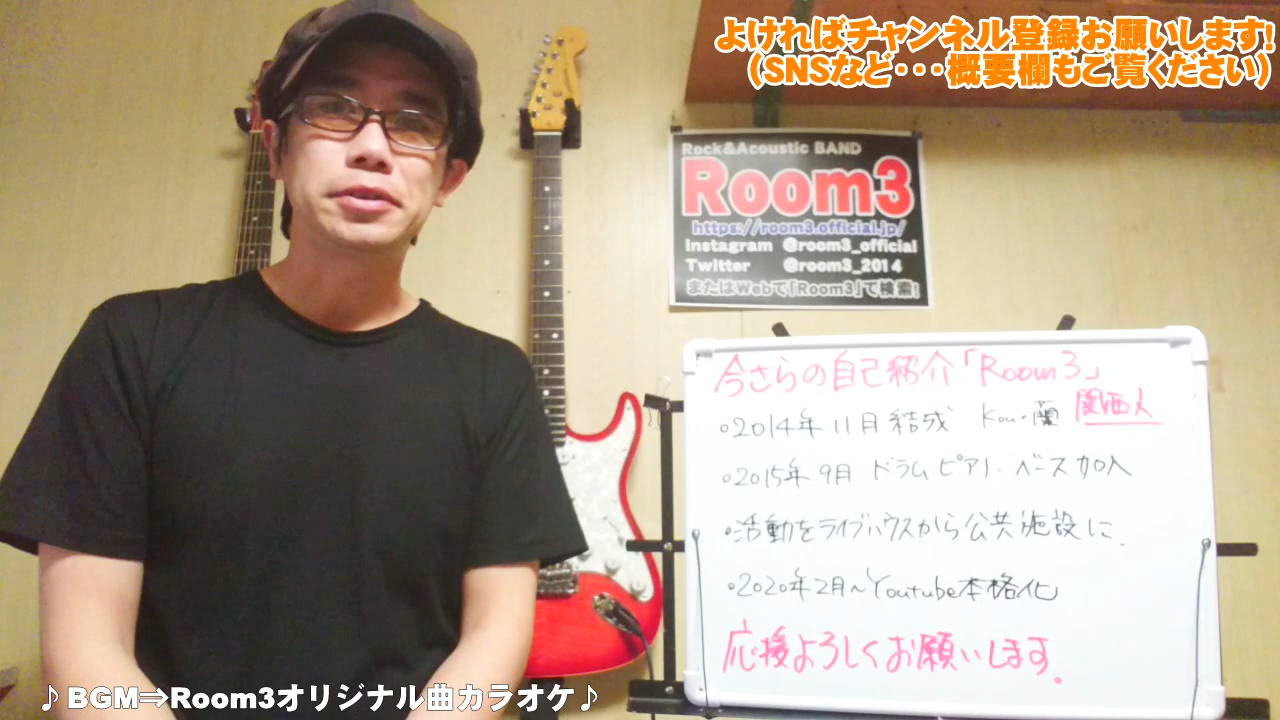 よければチャンネル登録お願いします!
(SNSなど・・・概要欄もご覧ください)
Rock&Acoustic BAND
Room3
https://room3.official.jp/
Instagram @room3_official
Twitter @room3_2014
またはWebで「Room3」で検索!
今さらの自己紹介「Room3」
•2014年11月結成 Kou・蘭 関西人
•2015年9月 ドラム ピアノ・ベース加入
•活動をライブハウスから公共施設に.
•2020年2月~Youtube本格化
応援よろしくお願いします.
♪BGM⇒Room3オリジナル曲カラオケ♪